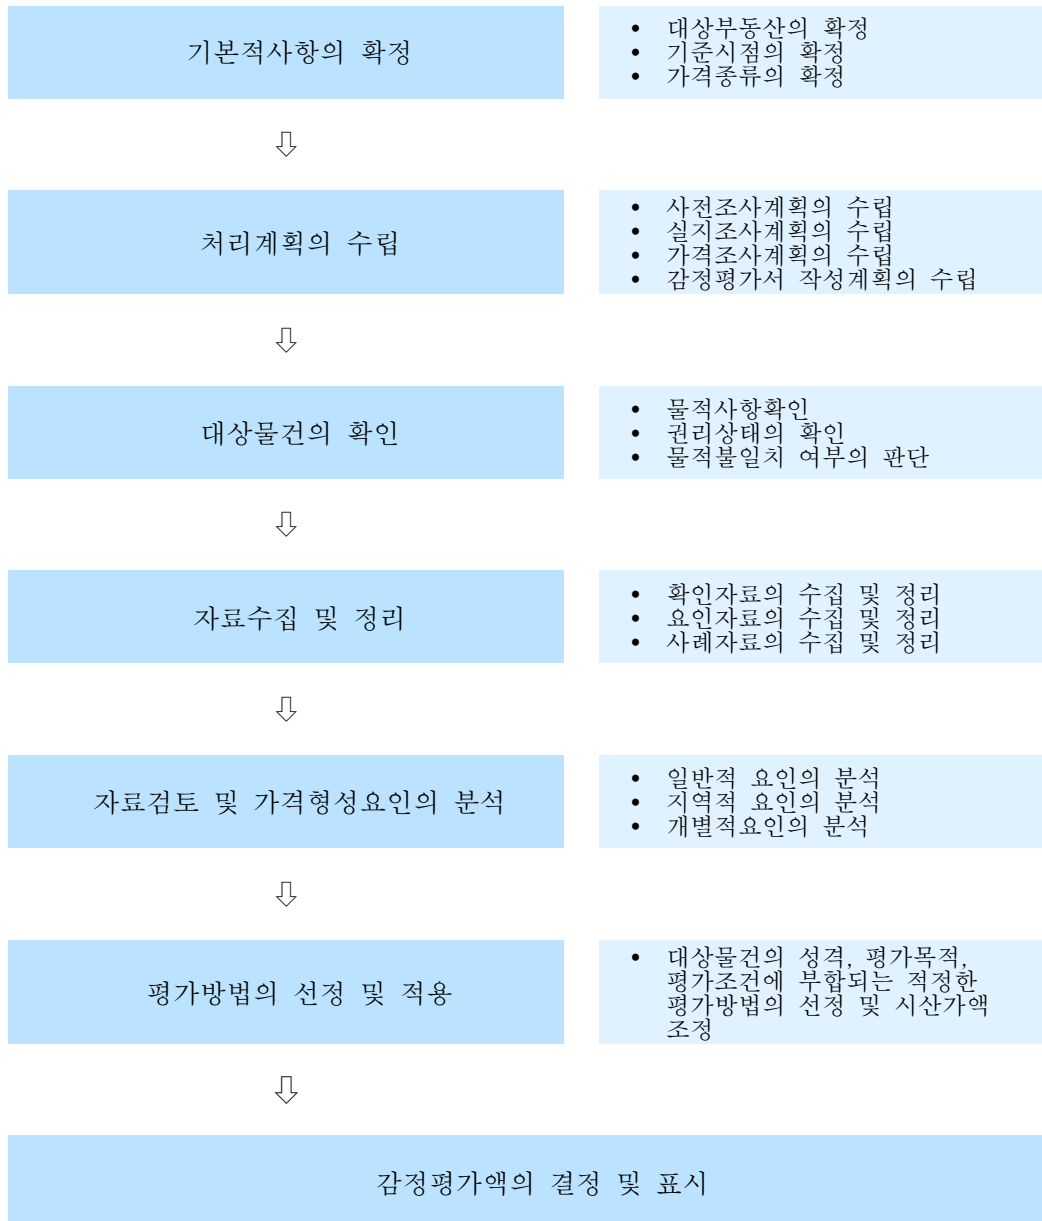 기본적사항의 확정
• 대상부동산의 확정
• 기준시점의 확정
• 가격종류의 확정
처리계획의 수립
• 사전조사계획의 수립
• 실지조사계획의 수립
• 가격조사계획의 수립
• 감정평가서 작성계획의 수립
대상물건의 확인
• 물적사항확인
• 권리상태의 확인
• 물적불일치 여부의 판단
자료수집 및 정리
• 확인자료의 수집 및 정리
• 요인자료의 수집 및 정리
• 사례자료의 수집 및 정리
자료검토 및 가격형성요인의 분석
• 일반적 요인의 분석
• 지역적 요인의 분석
• 개별적요인의 분석
평가방법의 선정 및 적용
• 대상물건의 성격, 평가목적,
평가조건에 부합되는 적정한
평가방법의 선정 및 시산가액
조정
감정평가액의 결정 및 표시